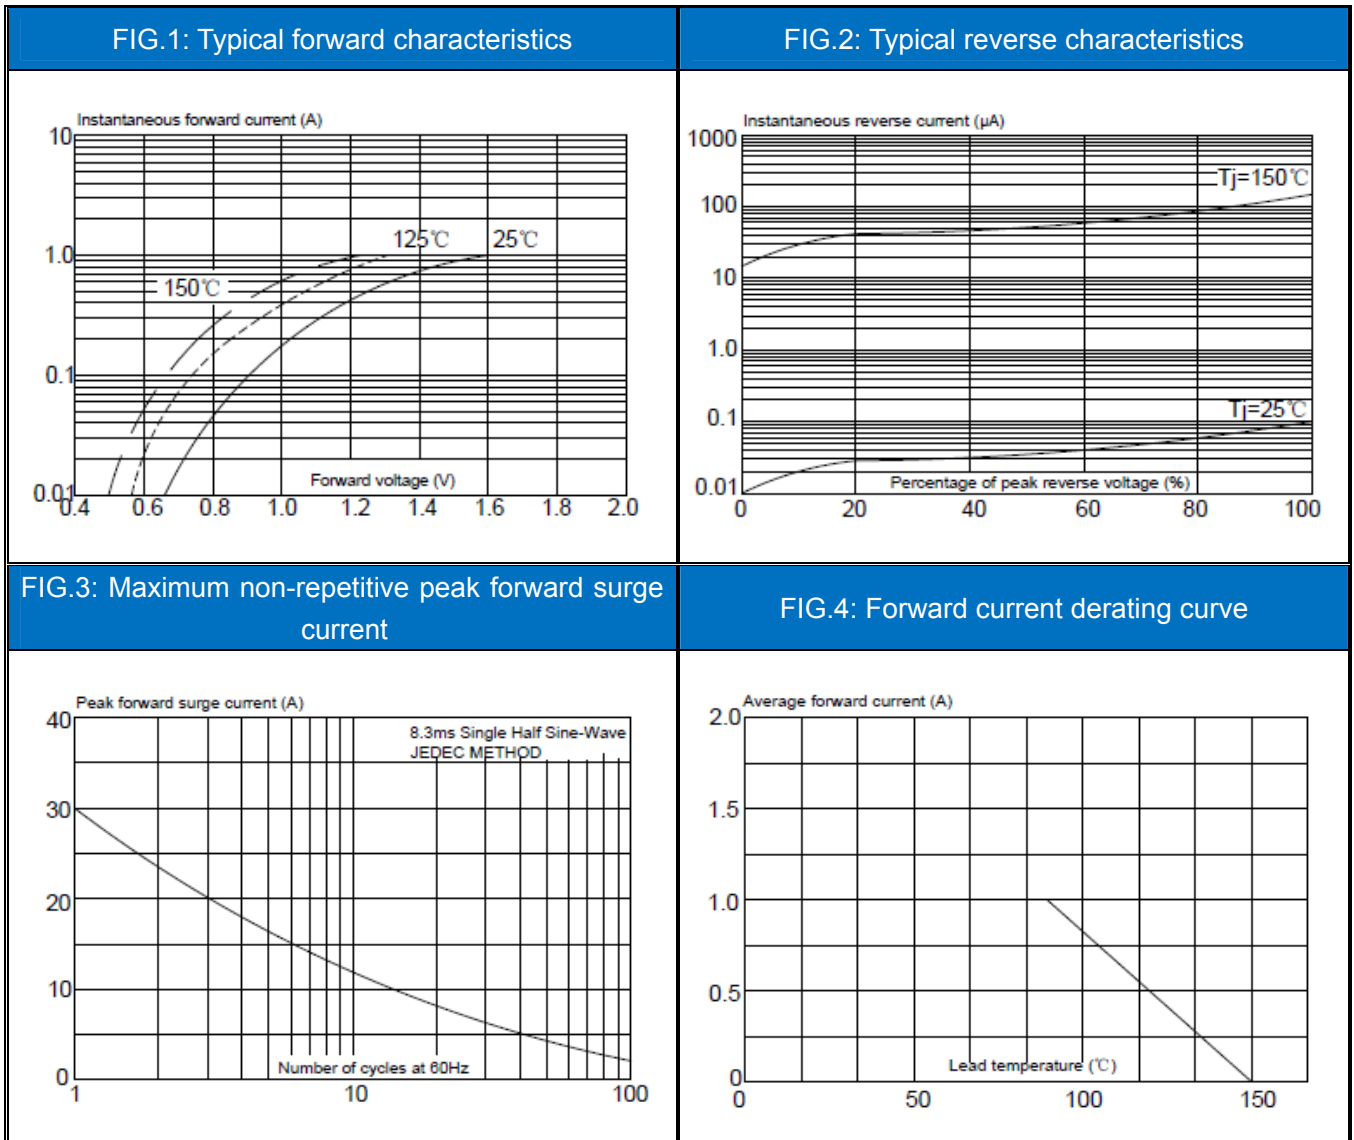 FIG.1: Typical forward characteristics
FIG.2: Typical reverse characteristics
Instantaneous forward current (A)
10
1.0
0.1
0.01
125℃
25℃
150℃
Forward voltage (V)
0.4 0.6 0.8 1.0 1.2 1.4 1.6 1.8 2.0
Instantaneous reverse current (μA)
1000
100
10
1.0
0.1
0.01
Tj=150℃
Tj=25℃
Percentage of peak reverse voltage (%)
0 20 40 60 80 100
FIG.3: Maximum non-repetitive peak forward surge
current
FIG.4: Forward current derating curve
Peak forward surge current (A)
40
30
20
10
0
8.3ms Single Half Sine-Wave
JEDEC METHOD
Number of cycles at 60Hz
1 10 100
Average forward current (A)
2.0
1.5
1.0
0.5
0
Lead temperature (℃)
0 50 100 150